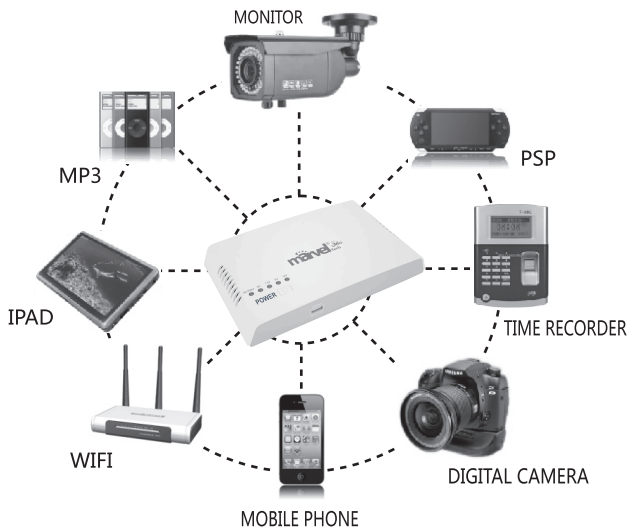 MONITOR
MP3
PSP
marvel
POWER
IPAD
TIME RECORDER
WIFI
DIGITAL CAMERA
MOBILE PHONE